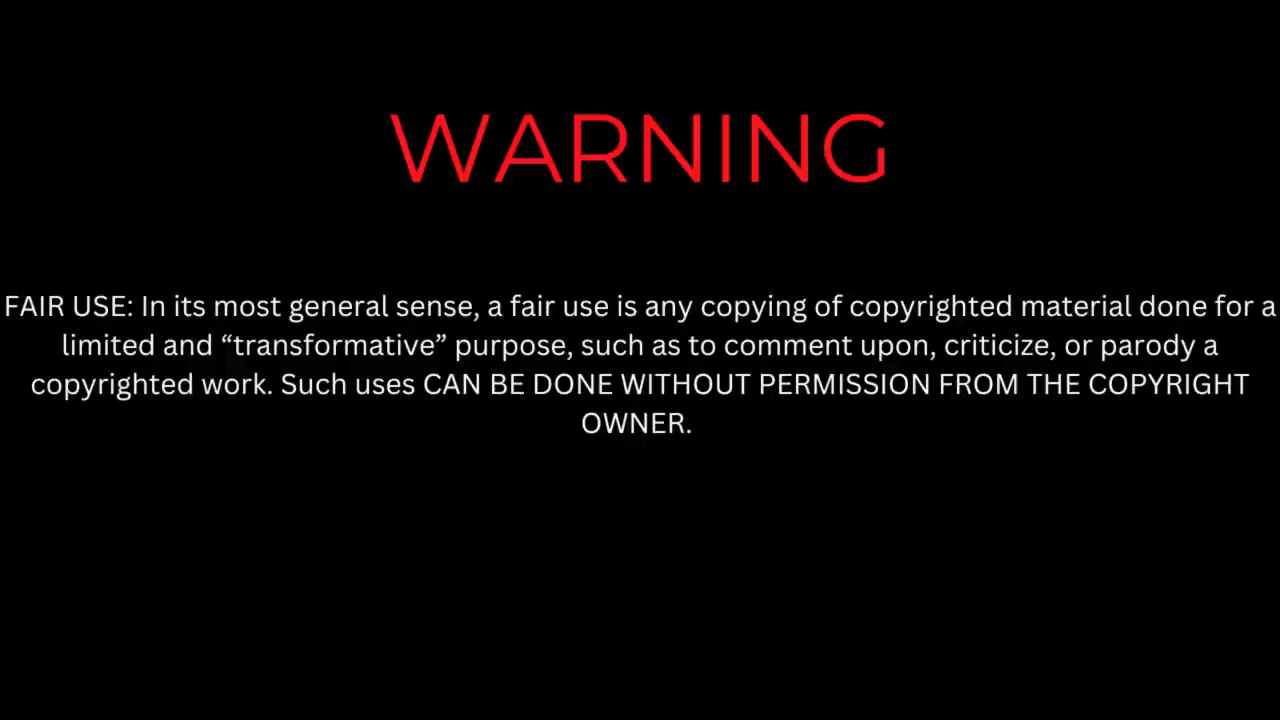 WARNING
FAIR USE: In its most general sense, a fair use is any copying of copyrighted material done for a
limited and “transformative” purpose, such as to comment upon, criticize, or parody a
copyrighted work. Such uses CAN BE DONE WITHOUT PERMISSION FROM THE COPYRIGHT
OWNER.